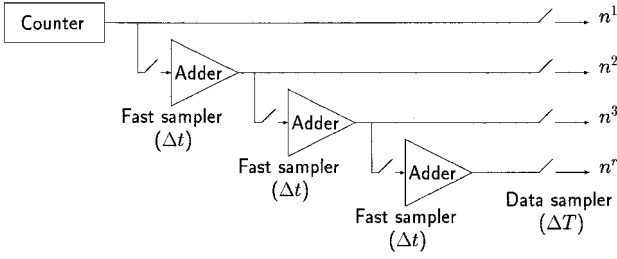 Counter
n¹
Adder
n²
Fast sampler
(Δt)
Adder
n³
Fast sampler
(Δt)
Adder
nʳ
Fast sampler
(Δt)
Data sampler
(ΔT)